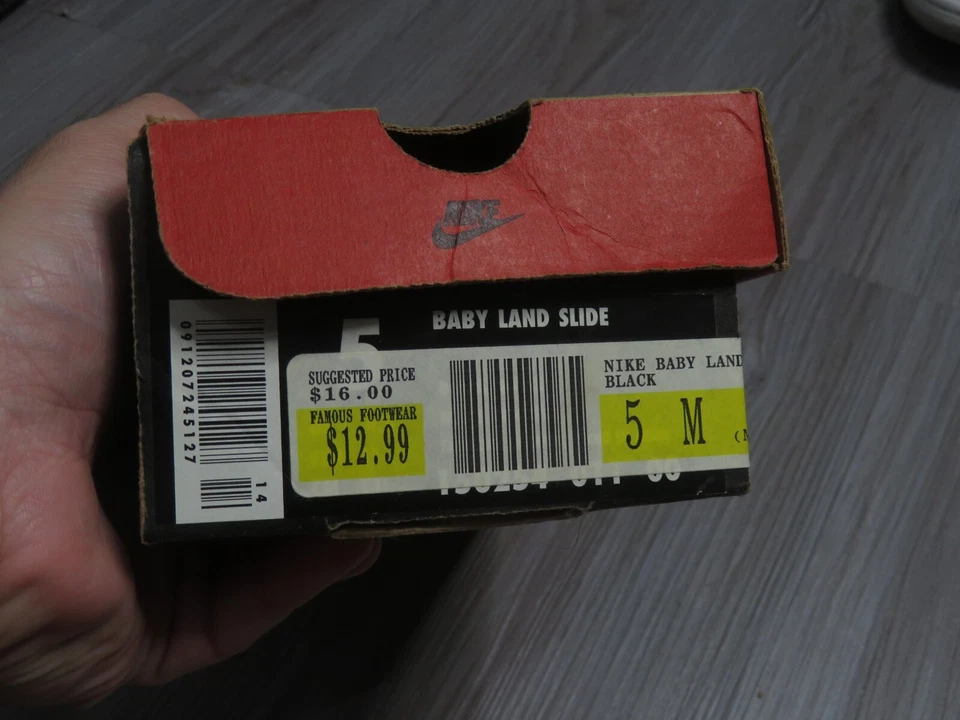 NIKE
BABY LAND SLIDE
5
091207245127
14
SUGGESTED PRICE
$16.00
FAMOUS FOOTWEAR
$12.99
NIKE BABY LAND
BLACK
5 M